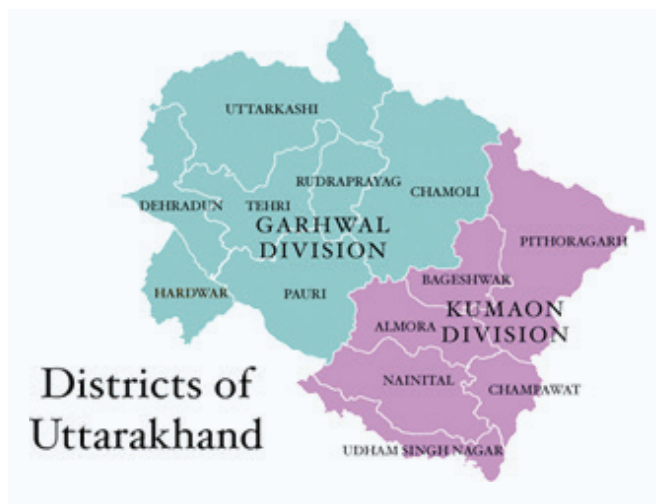 UTTARKASHI
RUDRAPRAYAG
CHAMOLI
DEHRADUN
TEHRI
GARHWAL
DIVISION
PITHORAGARH
BAGESHWAR
HARDWAR
PAURI
KUMAON
DIVISION
ALMORA
NAINITAL
CHAMPAWAT
Districts of
Uttarakhand
UDHAM SINGH NAGAR